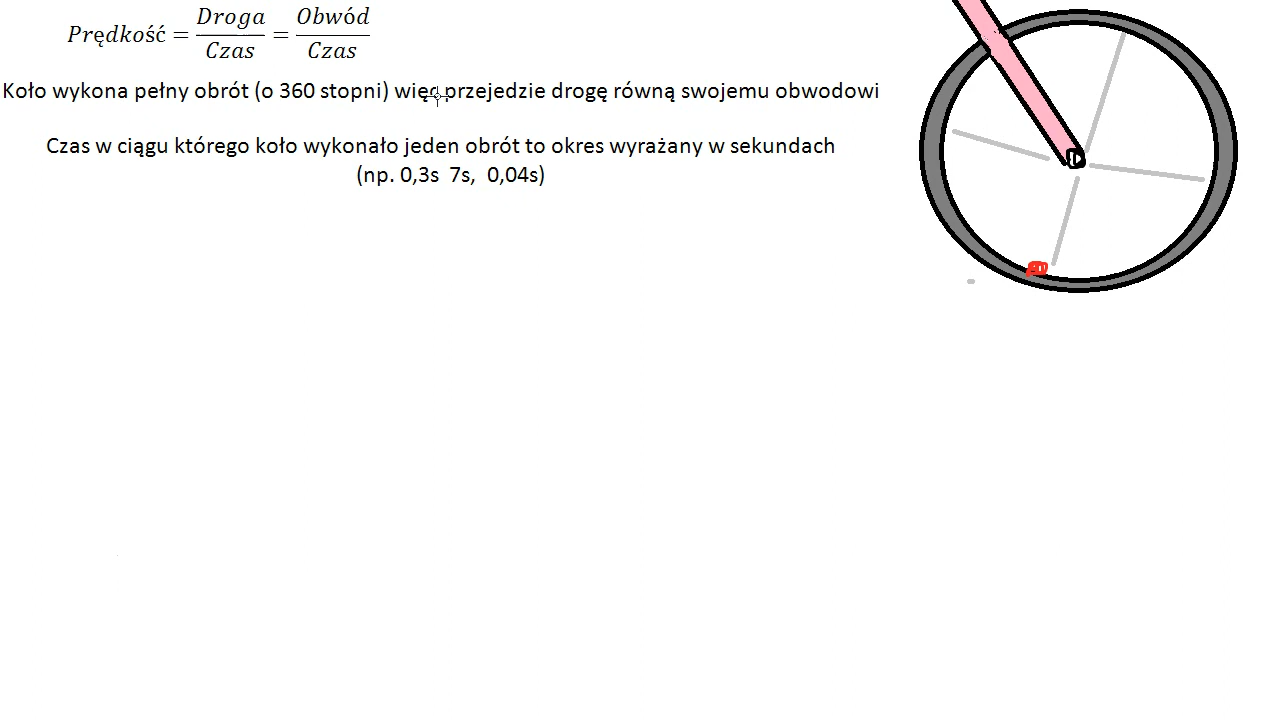 Prędkość = Droga/Czas = Obwód/Czas
Koło wykona pełny obrót (o 360 stopni) więc przejedzie drogę równą swojemu obwodowi
Czas w ciągu którego koło wykonało jeden obrót to okres wyrażany w sekundach
(np. 0,3s 7s, 0,04s)